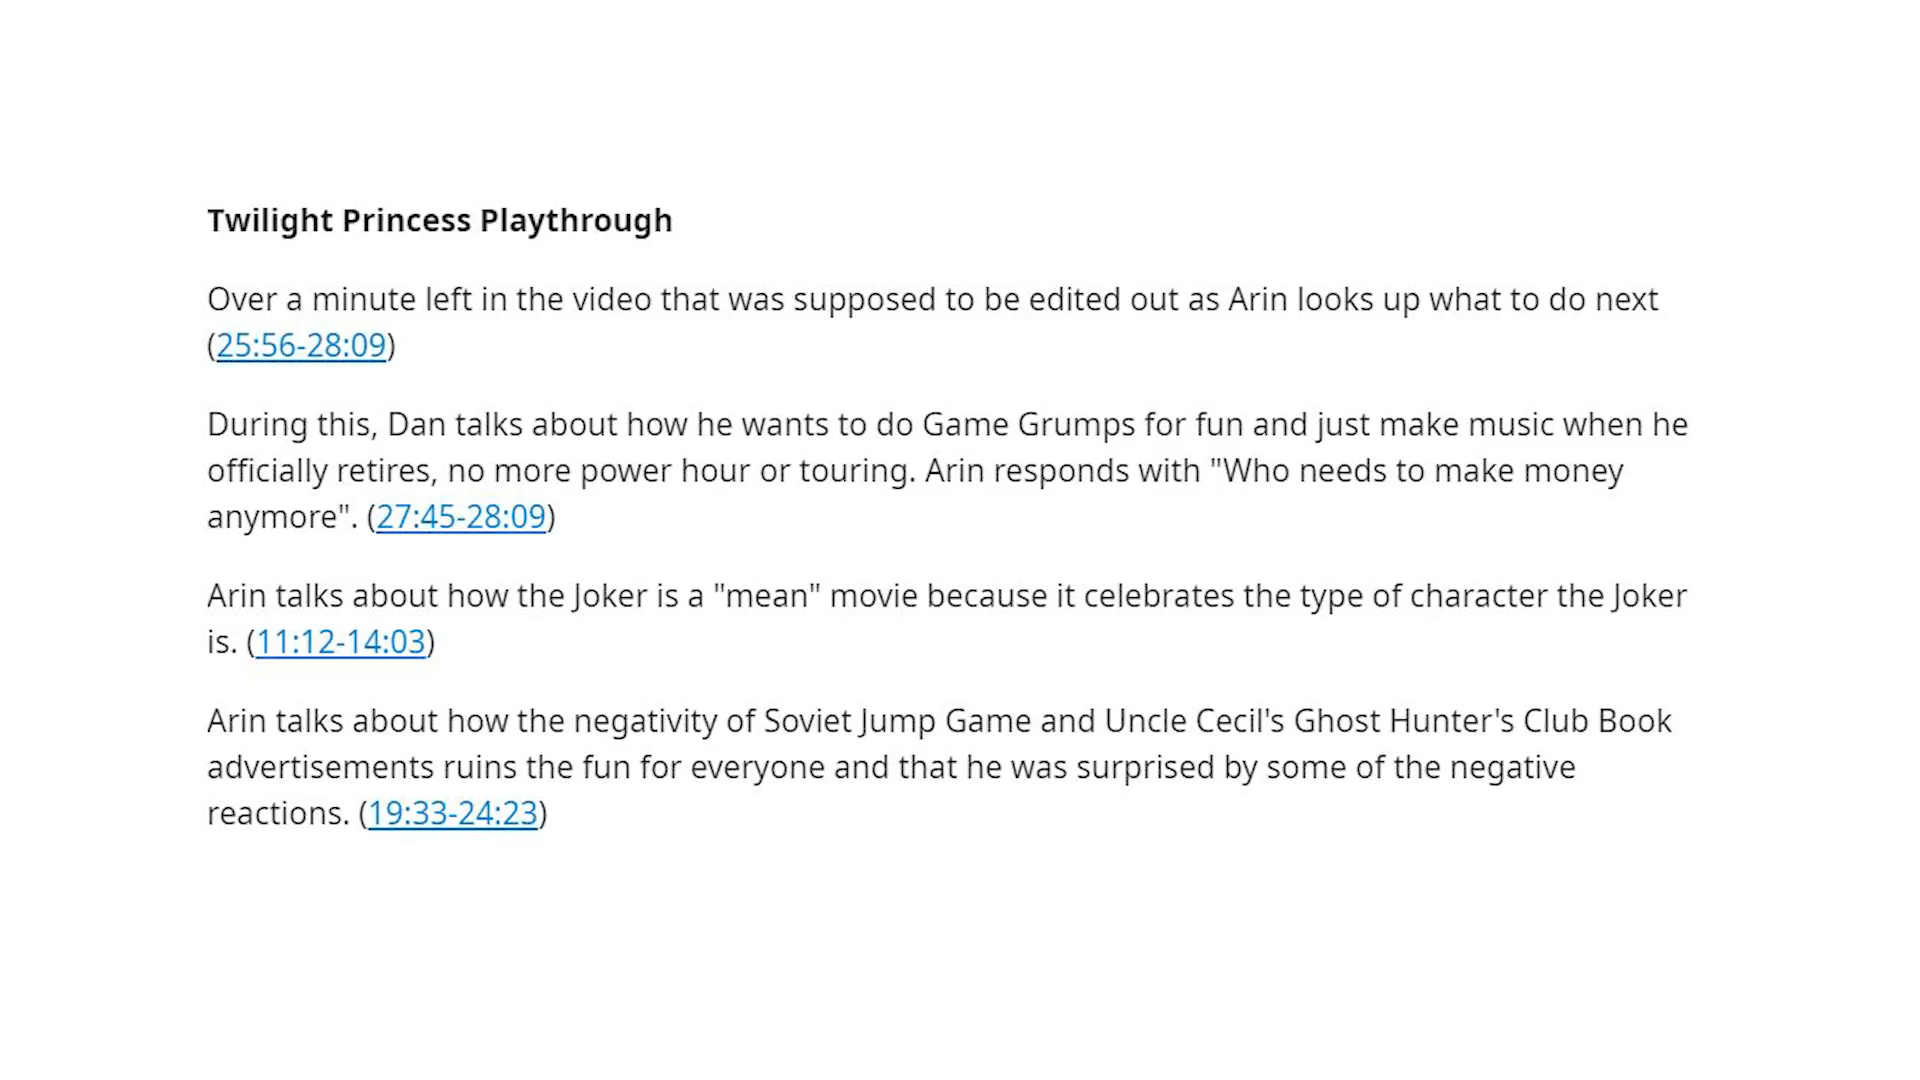 Twilight Princess Playthrough
Over a minute left in the video that was supposed to be edited out as Arin looks up what to do next
(25:56-28:09)
During this, Dan talks about how he wants to do Game Grumps for fun and just make music when he
officially retires, no more power hour or touring. Arin responds with "Who needs to make money
anymore". (27:45-28:09)
Arin talks about how the Joker is a "mean" movie because it celebrates the type of character the Joker
is. (11:12-14:03)
Arin talks about how the negativity of Soviet Jump Game and Uncle Cecil's Ghost Hunter's Club Book
advertisements ruins the fun for everyone and that he was surprised by some of the negative
reactions. (19:33-24:23)